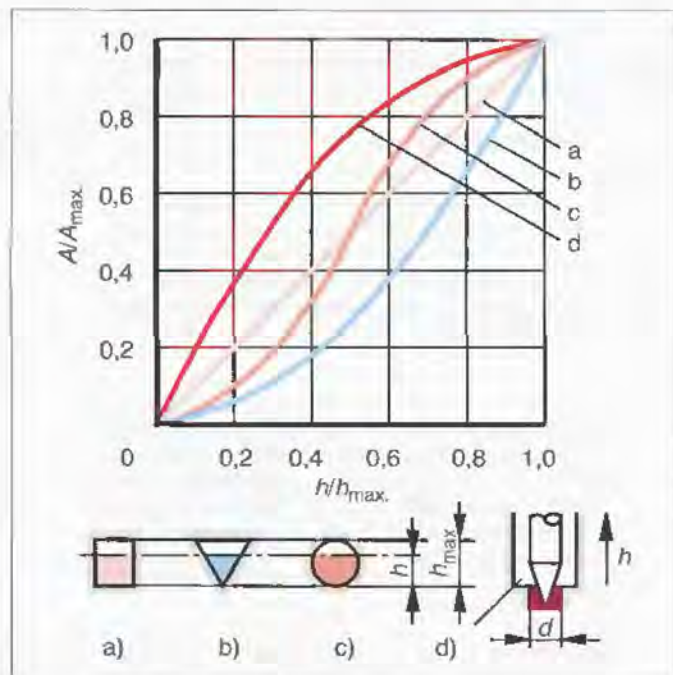 1,0
0,8
0,6
0,4
0,2
A/Amax.
a
b
c
d
0 0,2 0,4 0,6 0,8 1,0
h/hmax.
h
hmax
h
d
a) b) c) d)